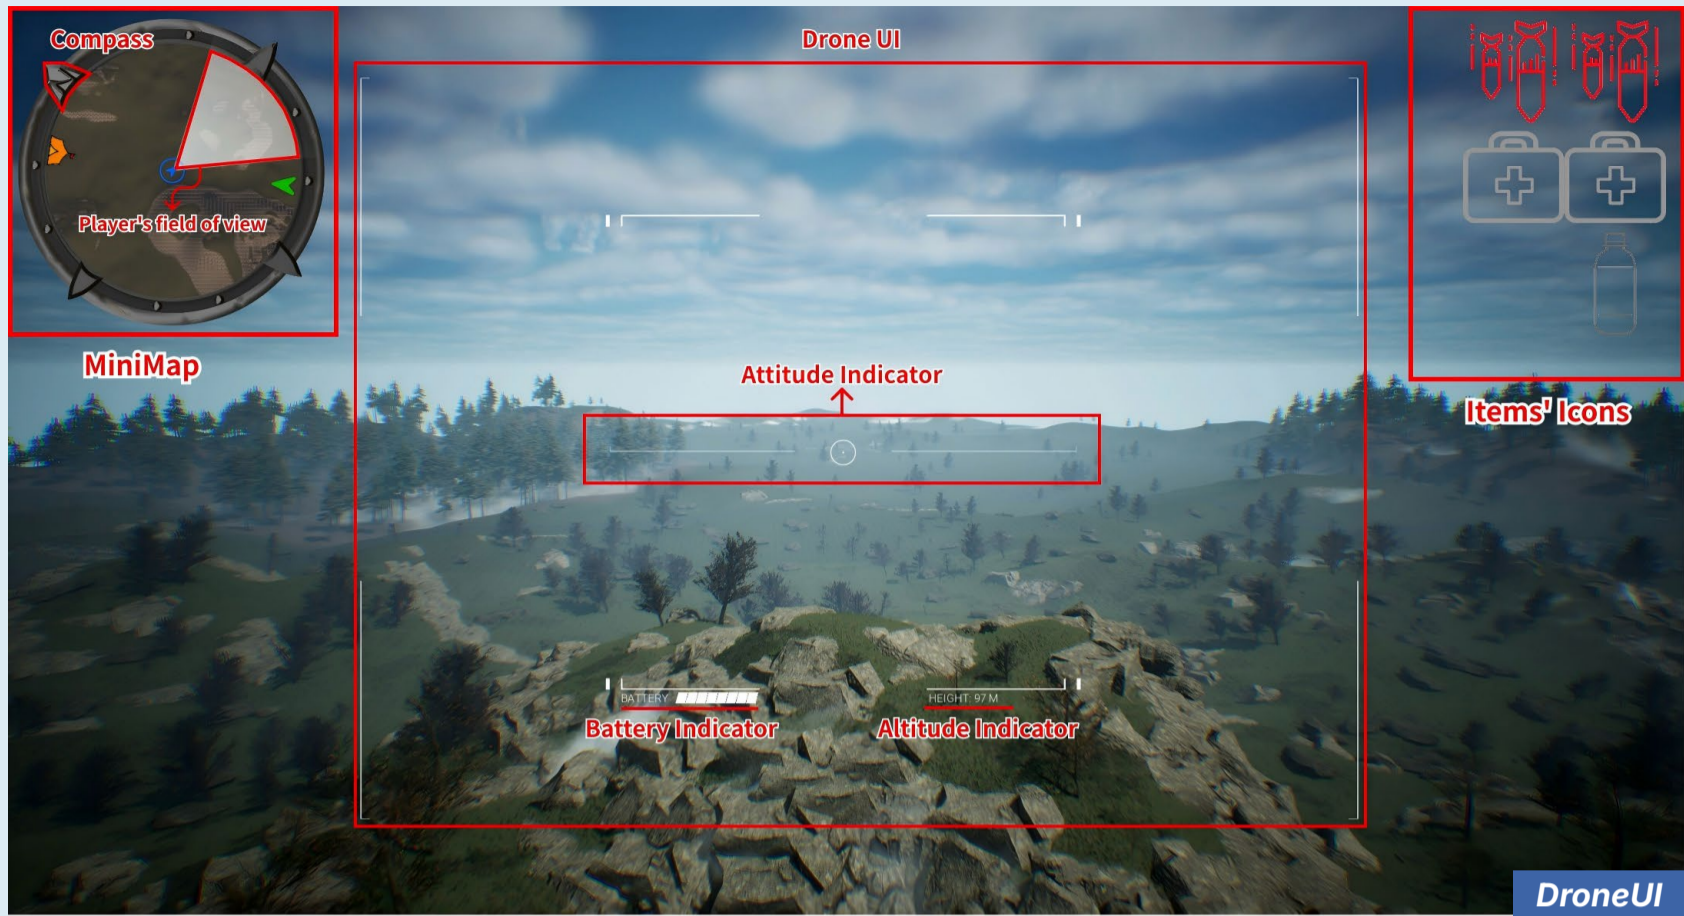 Compass
Drone UI
Player's field of view
MiniMap
Attitude Indicator
Items' Icons
BATTERY
HEIGHT: 97 M
Battery Indicator
Altitude Indicator
DroneUI